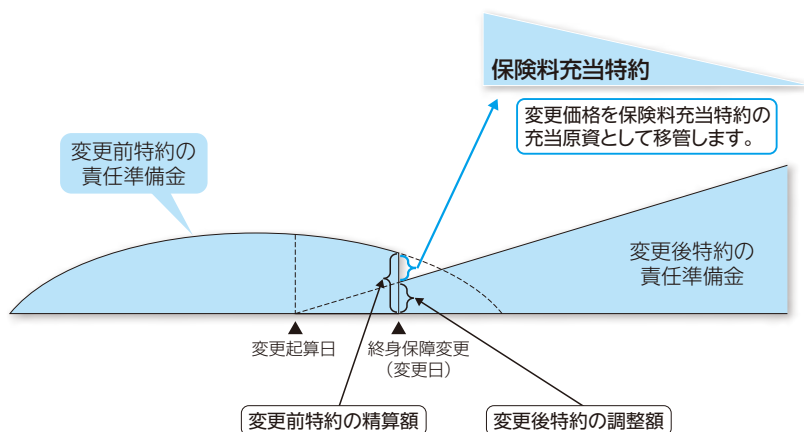 保険料充当特約
変更価格を保険料充当特約の
充当原資として移管します。
変更前特約の
責任準備金
変更後特約の
責任準備金
▲
変更起算日
▲
終身保障変更
（変更日）
変更前特約の精算額
変更後特約の調整額